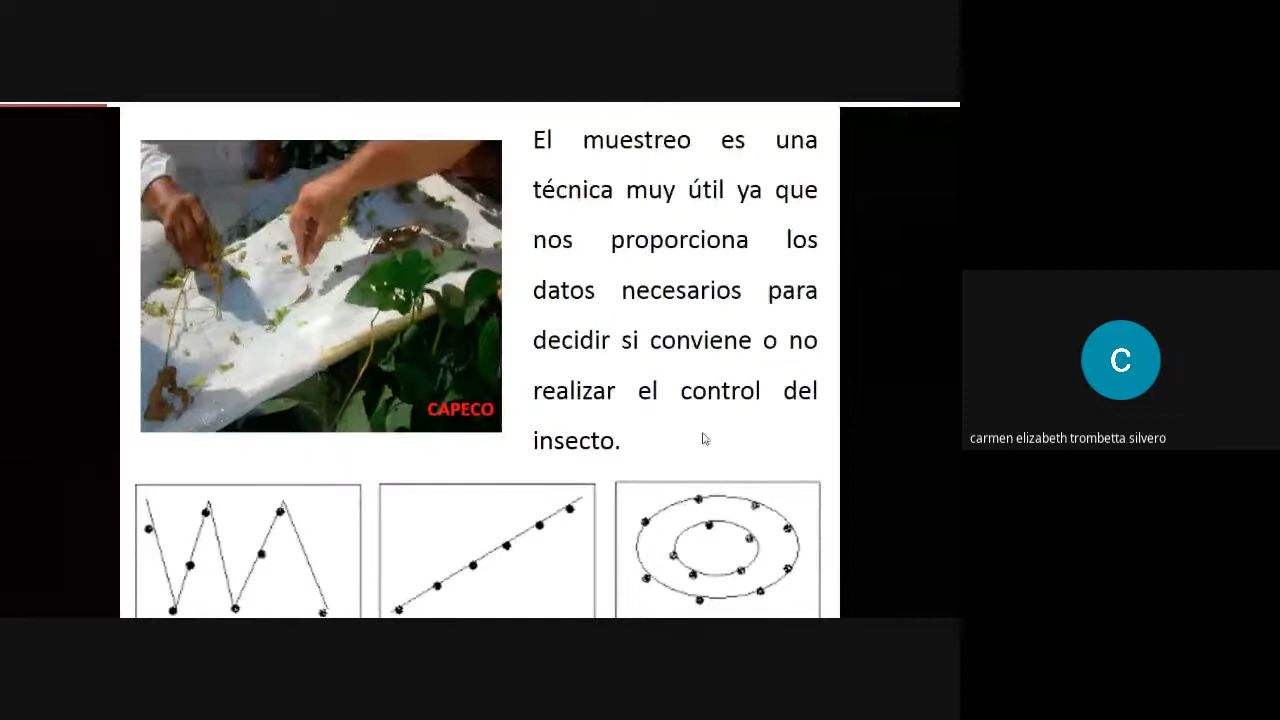 El muestreo es una
técnica muy útil ya que
nos proporciona los
datos necesarios para
decidir si conviene o no
realizar el control del
insecto.
CAPECO
C
carmen elizabeth trombetta silvero